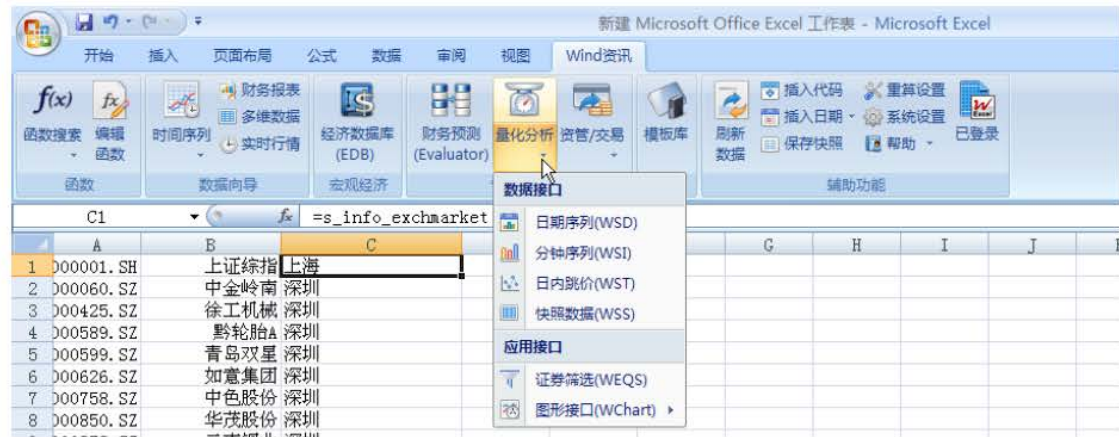 新建 Microsoft Office Excel 工作表 - Microsoft Excel
开始 插入 页面布局 公式 数据 审阅 视图 Wind资讯
f(x) fx 财务报表 插入代码 重算设置
多维数据 插入日期 系统设置
实时行情 保存快照 帮助
函数搜索 编辑函数 时间序列 经济数据库(EDB) 财务预测(Evaluator) 量化分析 资管/交易 模板库 刷新数据 已登录
函数 数据向导 宏观经济 辅助功能
C1 fx =s_info_exchmarket
A B C G H I J
1 000001.SH 上证综指 上海
2 000060.SZ 中金岭南 深圳
3 000425.SZ 徐工机械 深圳
4 000589.SZ 黔轮胎A 深圳
5 000599.SZ 青岛双星 深圳
6 000626.SZ 如意集团 深圳
7 000758.SZ 中色股份 深圳
8 000850.SZ 华茂股份 深圳
数据接口
日期序列(WSD)
分钟序列(WSI)
日内跳价(WST)
快照数据(WSS)
应用接口
证券筛选(WEQS)
图形接口(WChart)